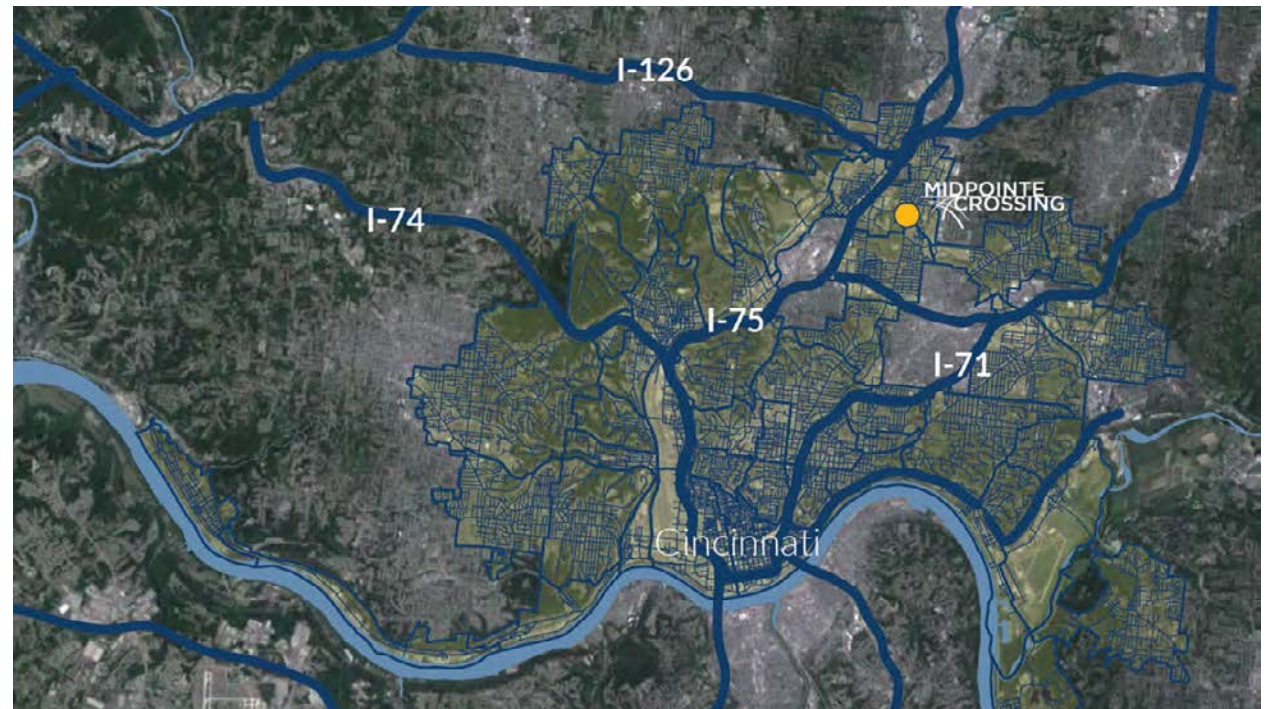 I-126
MIDPOINTE
CROSSING
I-74
I-75
I-71
Cincinnati